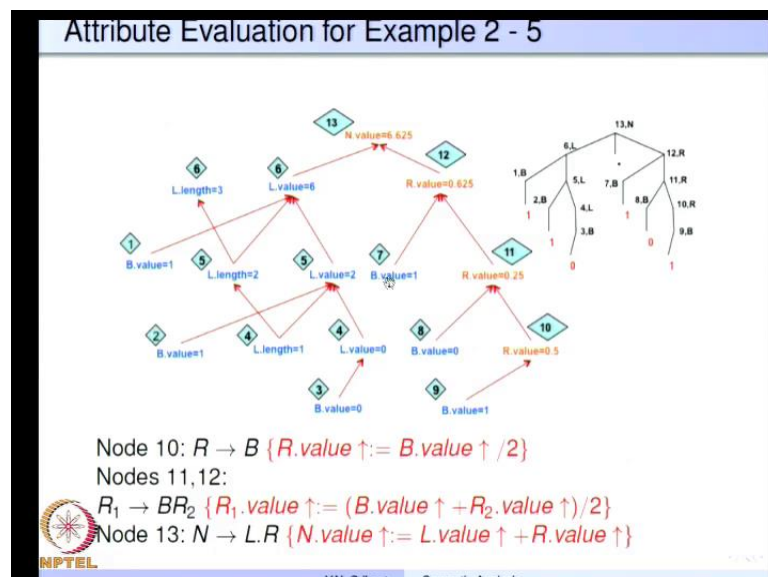 Attribute Evaluation for Example 2 - 5
13
N.value=6.625
13,N
6
6
12
6,L
12,R
L.length=3
L.value=6
R.value=0.625
1,B
5,L
.
7,B
11,R
2,B
4,L
8,B
10,R
1
B.value=1
5
L.length=2
5
L.value=2
7
B.value=1
11
R.value=0.25
1
3,B
1
9,B
1
0
0
1
2
B.value=1
4
L.length=1
4
L.value=0
8
B.value=0
10
R.value=0.5
3
B.value=0
9
B.value=1
Node 10: R → B {R.value ↑:= B.value ↑ /2}
Nodes 11,12:
R₁ → BR₂ {R₁.value ↑:= (B.value ↑ +R₂.value ↑)/2}
Node 13: N → L.R {N.value ↑:= L.value ↑ +R.value ↑}
NPTEL